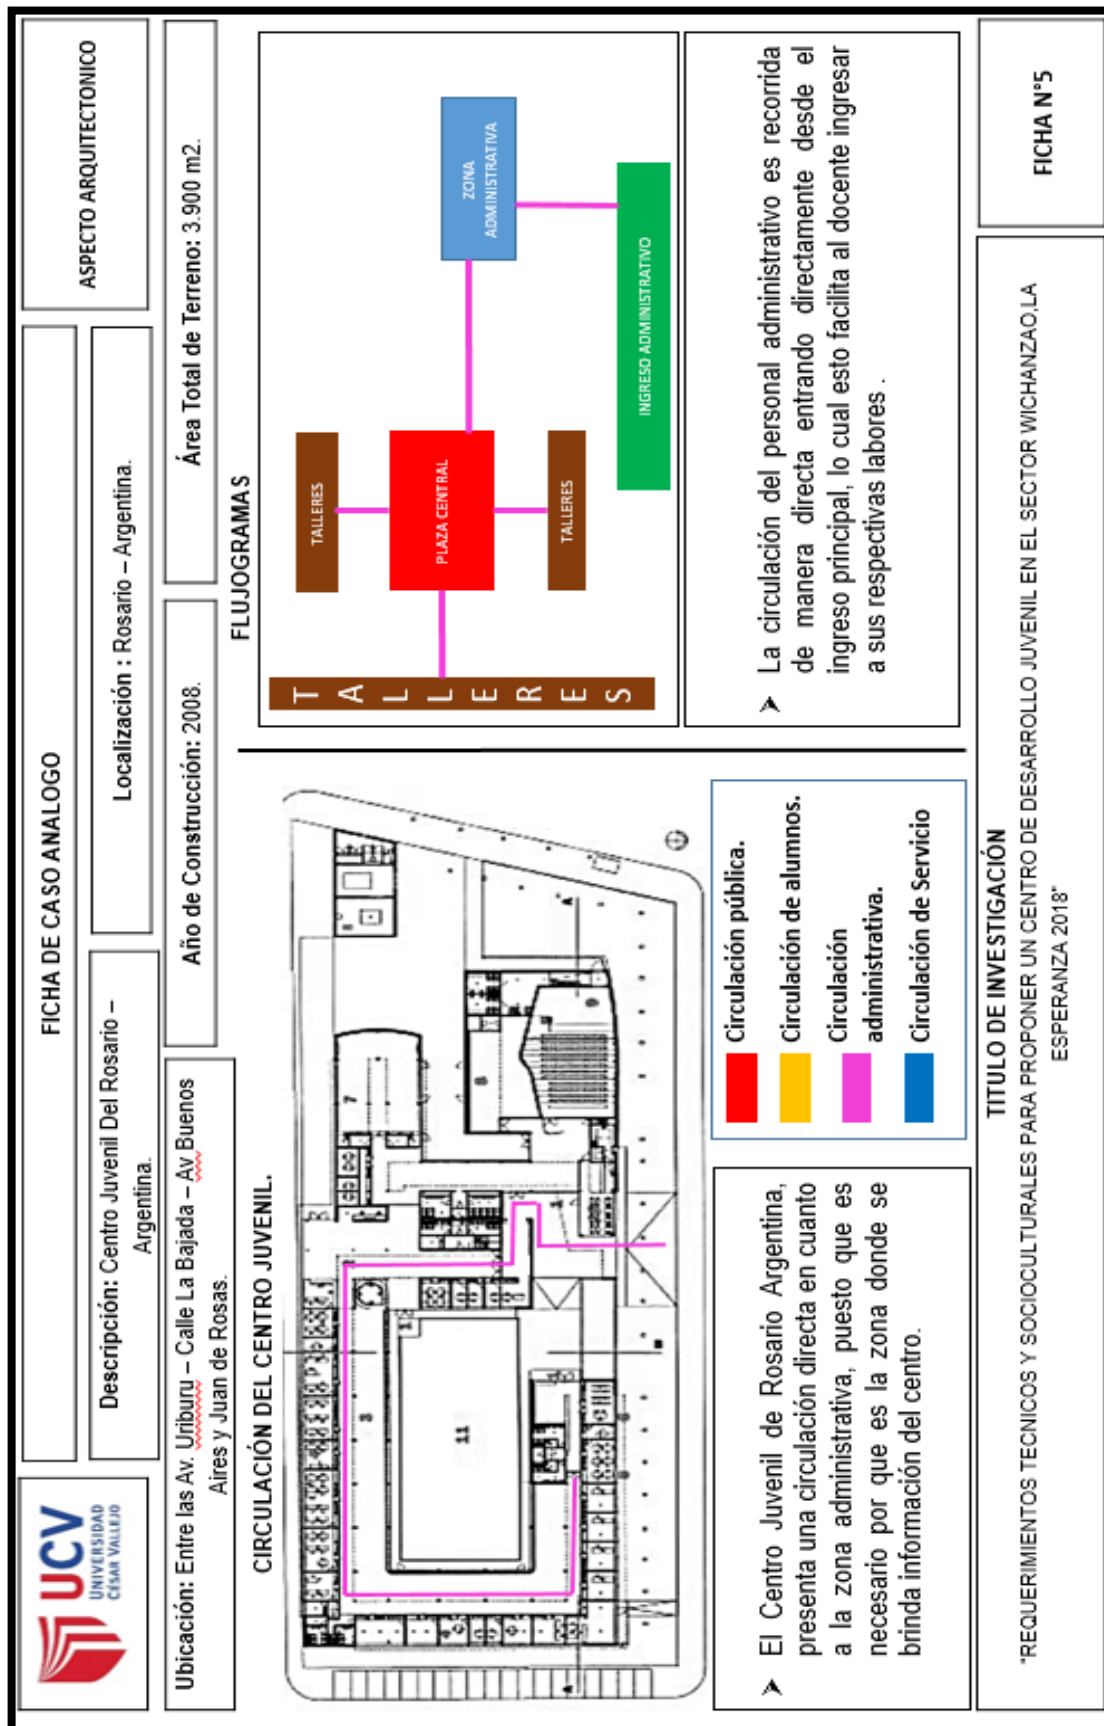 UCV
UNIVERSIDAD
CÉSAR VALLEJO
FICHA DE CASO ANALOGO
ASPECTO ARQUITECTONICO
Descripción: Centro Juvenil Del Rosario –
Argentina.
Localización : Rosario – Argentina.
Ubicación: Entre las Av. Uriburu – Calle La Bajada – Av Buenos
Aires y Juan de Rosas.
Año de Construcción: 2008.
Área Total de Terreno: 3.900 m2.
CIRCULACIÓN DEL CENTRO JUVENIL.
3
11
1
7
8
9
A
A
➤ El Centro Juvenil de Rosario Argentina,
presenta una circulación directa en cuanto
a la zona administrativa, puesto que es
necesario por que es la zona donde se
brinda información del centro.
Circulación pública.
Circulación de alumnos.
Circulación
administrativa.
Circulación de Servicio
FLUJOGRAMAS
TALLERES
TALLERES
PLAZA CENTRAL
TALLERES
ZONA
ADMINISTRATIVA
INGRESO ADMINISTRATIVO
➤ La circulación del personal administrativo es recorrida
de manera directa entrando directamente desde el
ingreso principal, lo cual esto facilita al docente ingresar
a sus respectivas labores .
TITULO DE INVESTIGACIÓN
"REQUERIMIENTOS TECNICOS Y SOCIOCULTURALES PARA PROPONER UN CENTRO DE DESARROLLO JUVENIL EN EL SECTOR WICHANZAO,LA
ESPERANZA 2018"
FICHA N°5